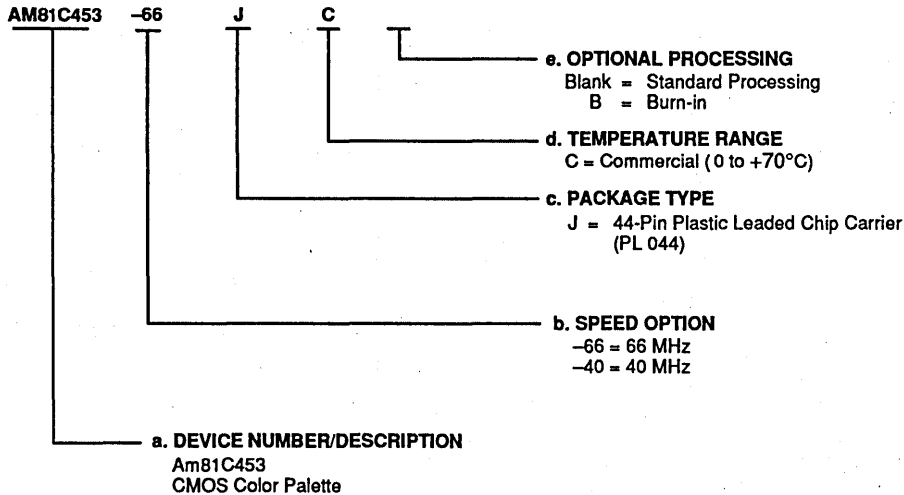 AM81C453 –66 J C
e. OPTIONAL PROCESSING
Blank = Standard Processing
B = Burn-in
d. TEMPERATURE RANGE
C = Commercial ( 0 to +70°C)
c. PACKAGE TYPE
J = 44-Pin Plastic Leaded Chip Carrier
(PL 044)
b. SPEED OPTION
–66 = 66 MHz
–40 = 40 MHz
a. DEVICE NUMBER/DESCRIPTION
Am81C453
CMOS Color Palette